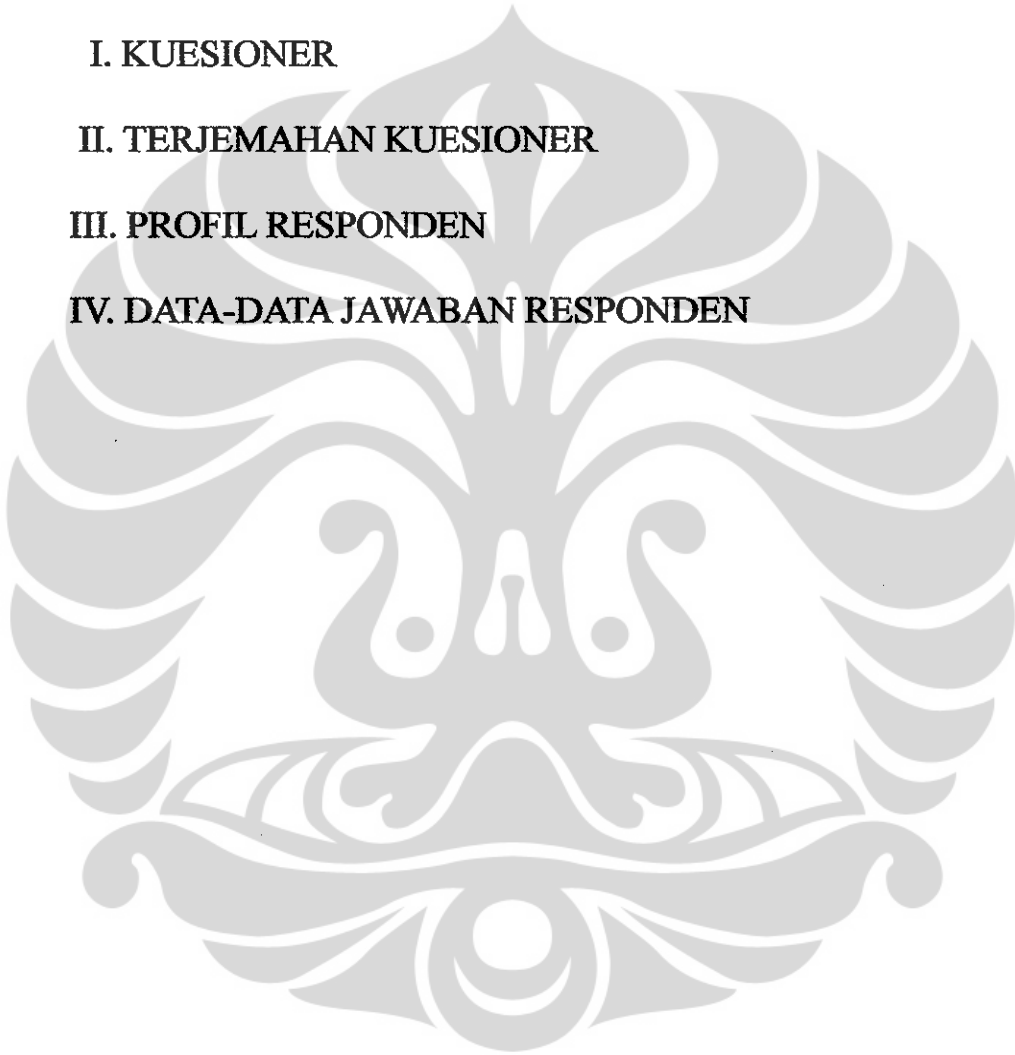 I. KUESIONER
II. TERJEMAHAN KUESIONER
III. PROFIL RESPONDEN
IV. DATA-DATA JAWABAN RESPONDEN